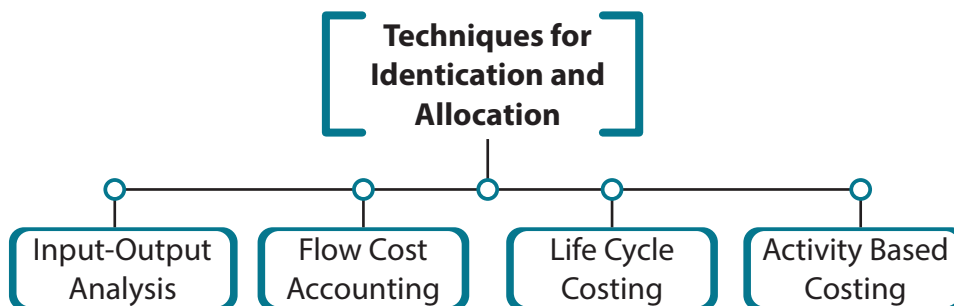 Techniques for
Identication and
Allocation
Input-Output
Analysis
Flow Cost
Accounting
Life Cycle
Costing
Activity Based
Costing